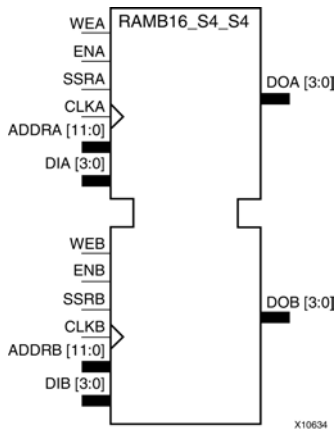 RAMB16_S4_S4
WEA
ENA
SSRA
CLKA
ADDRA [11:0]
DIA [3:0]
DOA [3:0]
WEB
ENB
SSRB
CLKB
ADDRB [11:0]
DIB [3:0]
DOB [3:0]
X10634